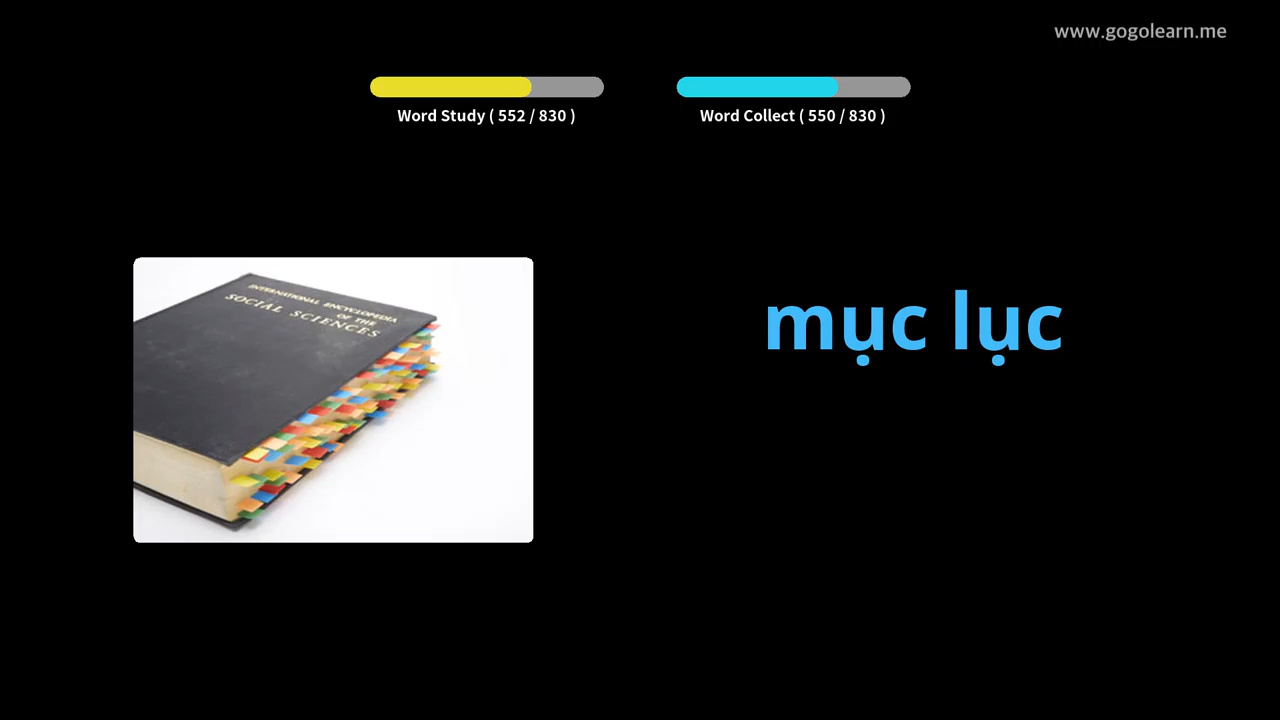 www.gogolearn.me
Word Study ( 552 / 830 )
Word Collect ( 550 / 830 )
INTERNATIONAL ENCYCLOPEDIA
OF THE
SOCIAL SCIENCES
mục lục